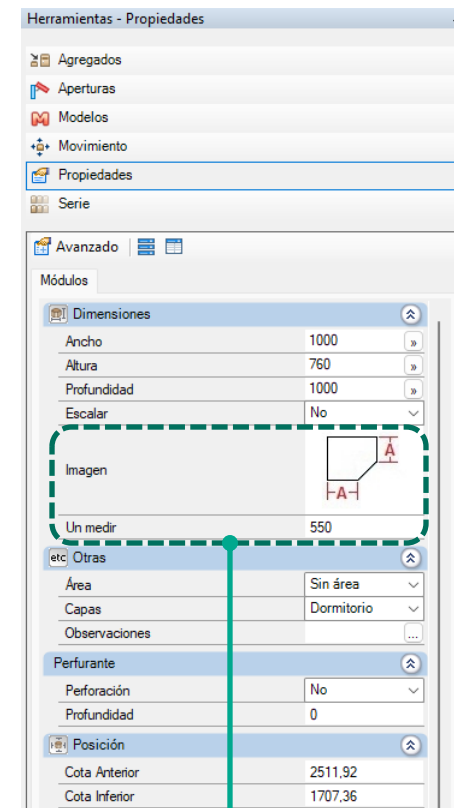 Herramientas - Propiedades
Agregados
Aperturas
Modelos
Movimiento
Propiedades
Serie
Avanzado
Módulos
Dimensiones
Ancho 1000 »
Altura 760 »
Profundidad 1000 »
Escalar No
A
Imagen
A
Un medir 550
etc Otras
Área Sin área
Capas Dormitorio
Observaciones ...
Perfurante
Perforación No
Profundidad 0
Posición
Cota Anterior 2511,92
Cota Inferior 1707,36